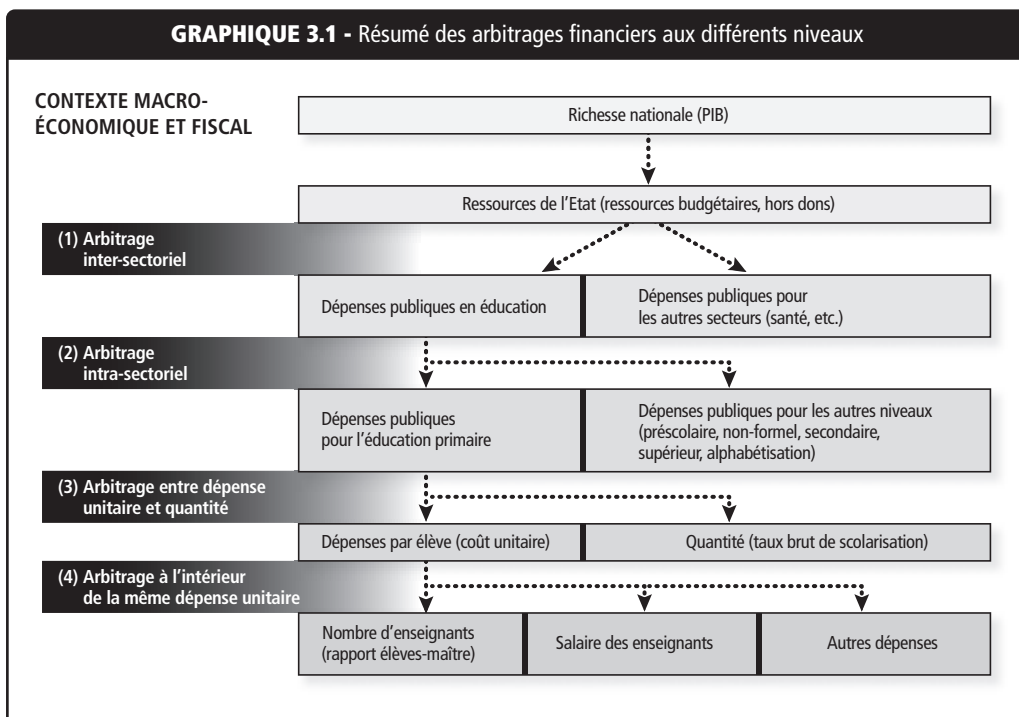 GRAPHIQUE 3.1 - Résumé des arbitrages financiers aux différents niveaux
CONTEXTE MACRO-
ÉCONOMIQUE ET FISCAL
Richesse nationale (PIB)
Ressources de l'Etat (ressources budgétaires, hors dons)
(1) Arbitrage
inter-sectoriel
Dépenses publiques en éducation
Dépenses publiques pour
les autres secteurs (santé, etc.)
(2) Arbitrage
intra-sectoriel
Dépenses publiques
pour l'éducation primaire
Dépenses publiques pour les autres niveaux
(préscolaire, non-formel, secondaire,
supérieur, alphabétisation)
(3) Arbitrage entre dépense
unitaire et quantité
Dépenses par élève (coût unitaire)
Quantité (taux brut de scolarisation)
(4) Arbitrage à l'intérieur
de la même dépense unitaire
Nombre d'enseignants
(rapport élèves-maître)
Salaire des enseignants
Autres dépenses